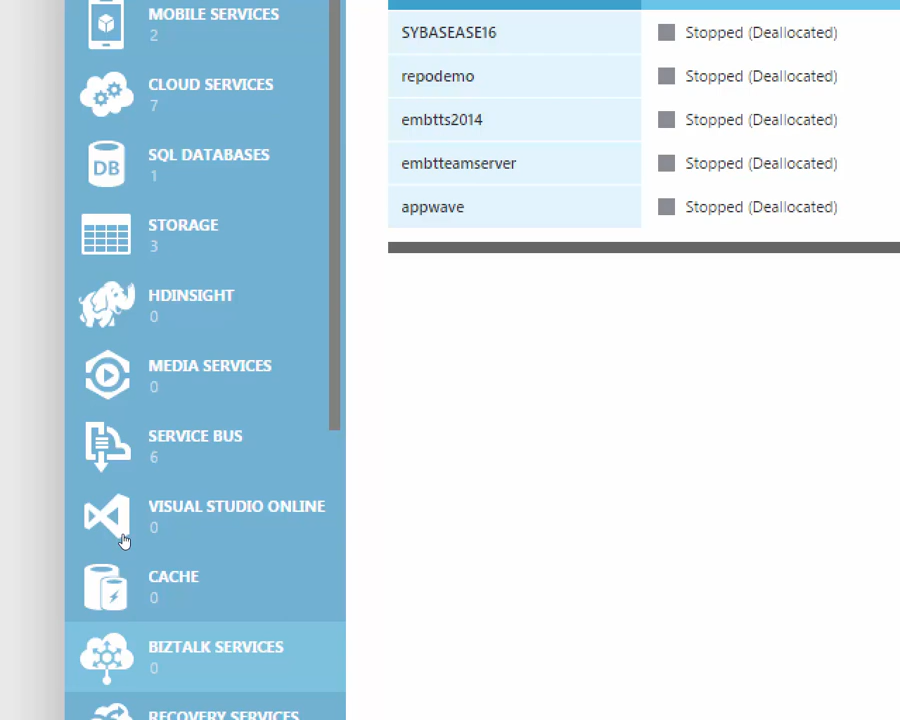 MOBILE SERVICES
2
CLOUD SERVICES
7
SQL DATABASES
1
DB
STORAGE
3
HDINSIGHT
0
MEDIA SERVICES
0
SERVICE BUS
6
VISUAL STUDIO ONLINE
0
CACHE
0
BIZTALK SERVICES
0
RECOVERY SERVICES
SYBASEASE16 Stopped (Deallocated)
repodemo Stopped (Deallocated)
embtts2014 Stopped (Deallocated)
embtteamserver Stopped (Deallocated)
appwave Stopped (Deallocated)